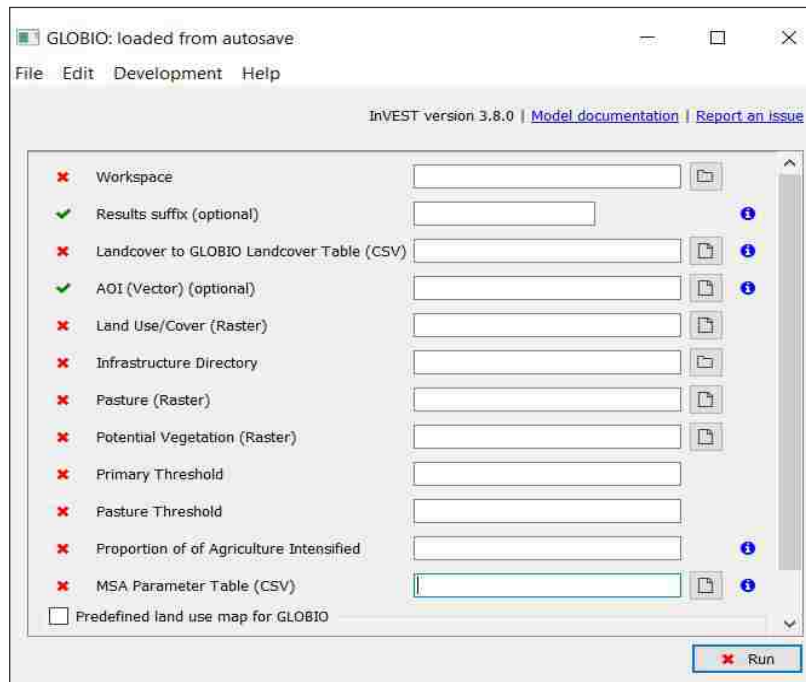 GLOBIO: loaded from autosave
File Edit Development Help
InVEST version 3.8.0 | Model documentation | Report an issue
Workspace
Results suffix (optional)
Landcover to GLOBIO Landcover Table (CSV)
AOI (Vector) (optional)
Land Use/Cover (Raster)
Infrastructure Directory
Pasture (Raster)
Potential Vegetation (Raster)
Primary Threshold
Pasture Threshold
Proportion of of Agriculture Intensified
MSA Parameter Table (CSV)
Predefined land use map for GLOBIO
Run